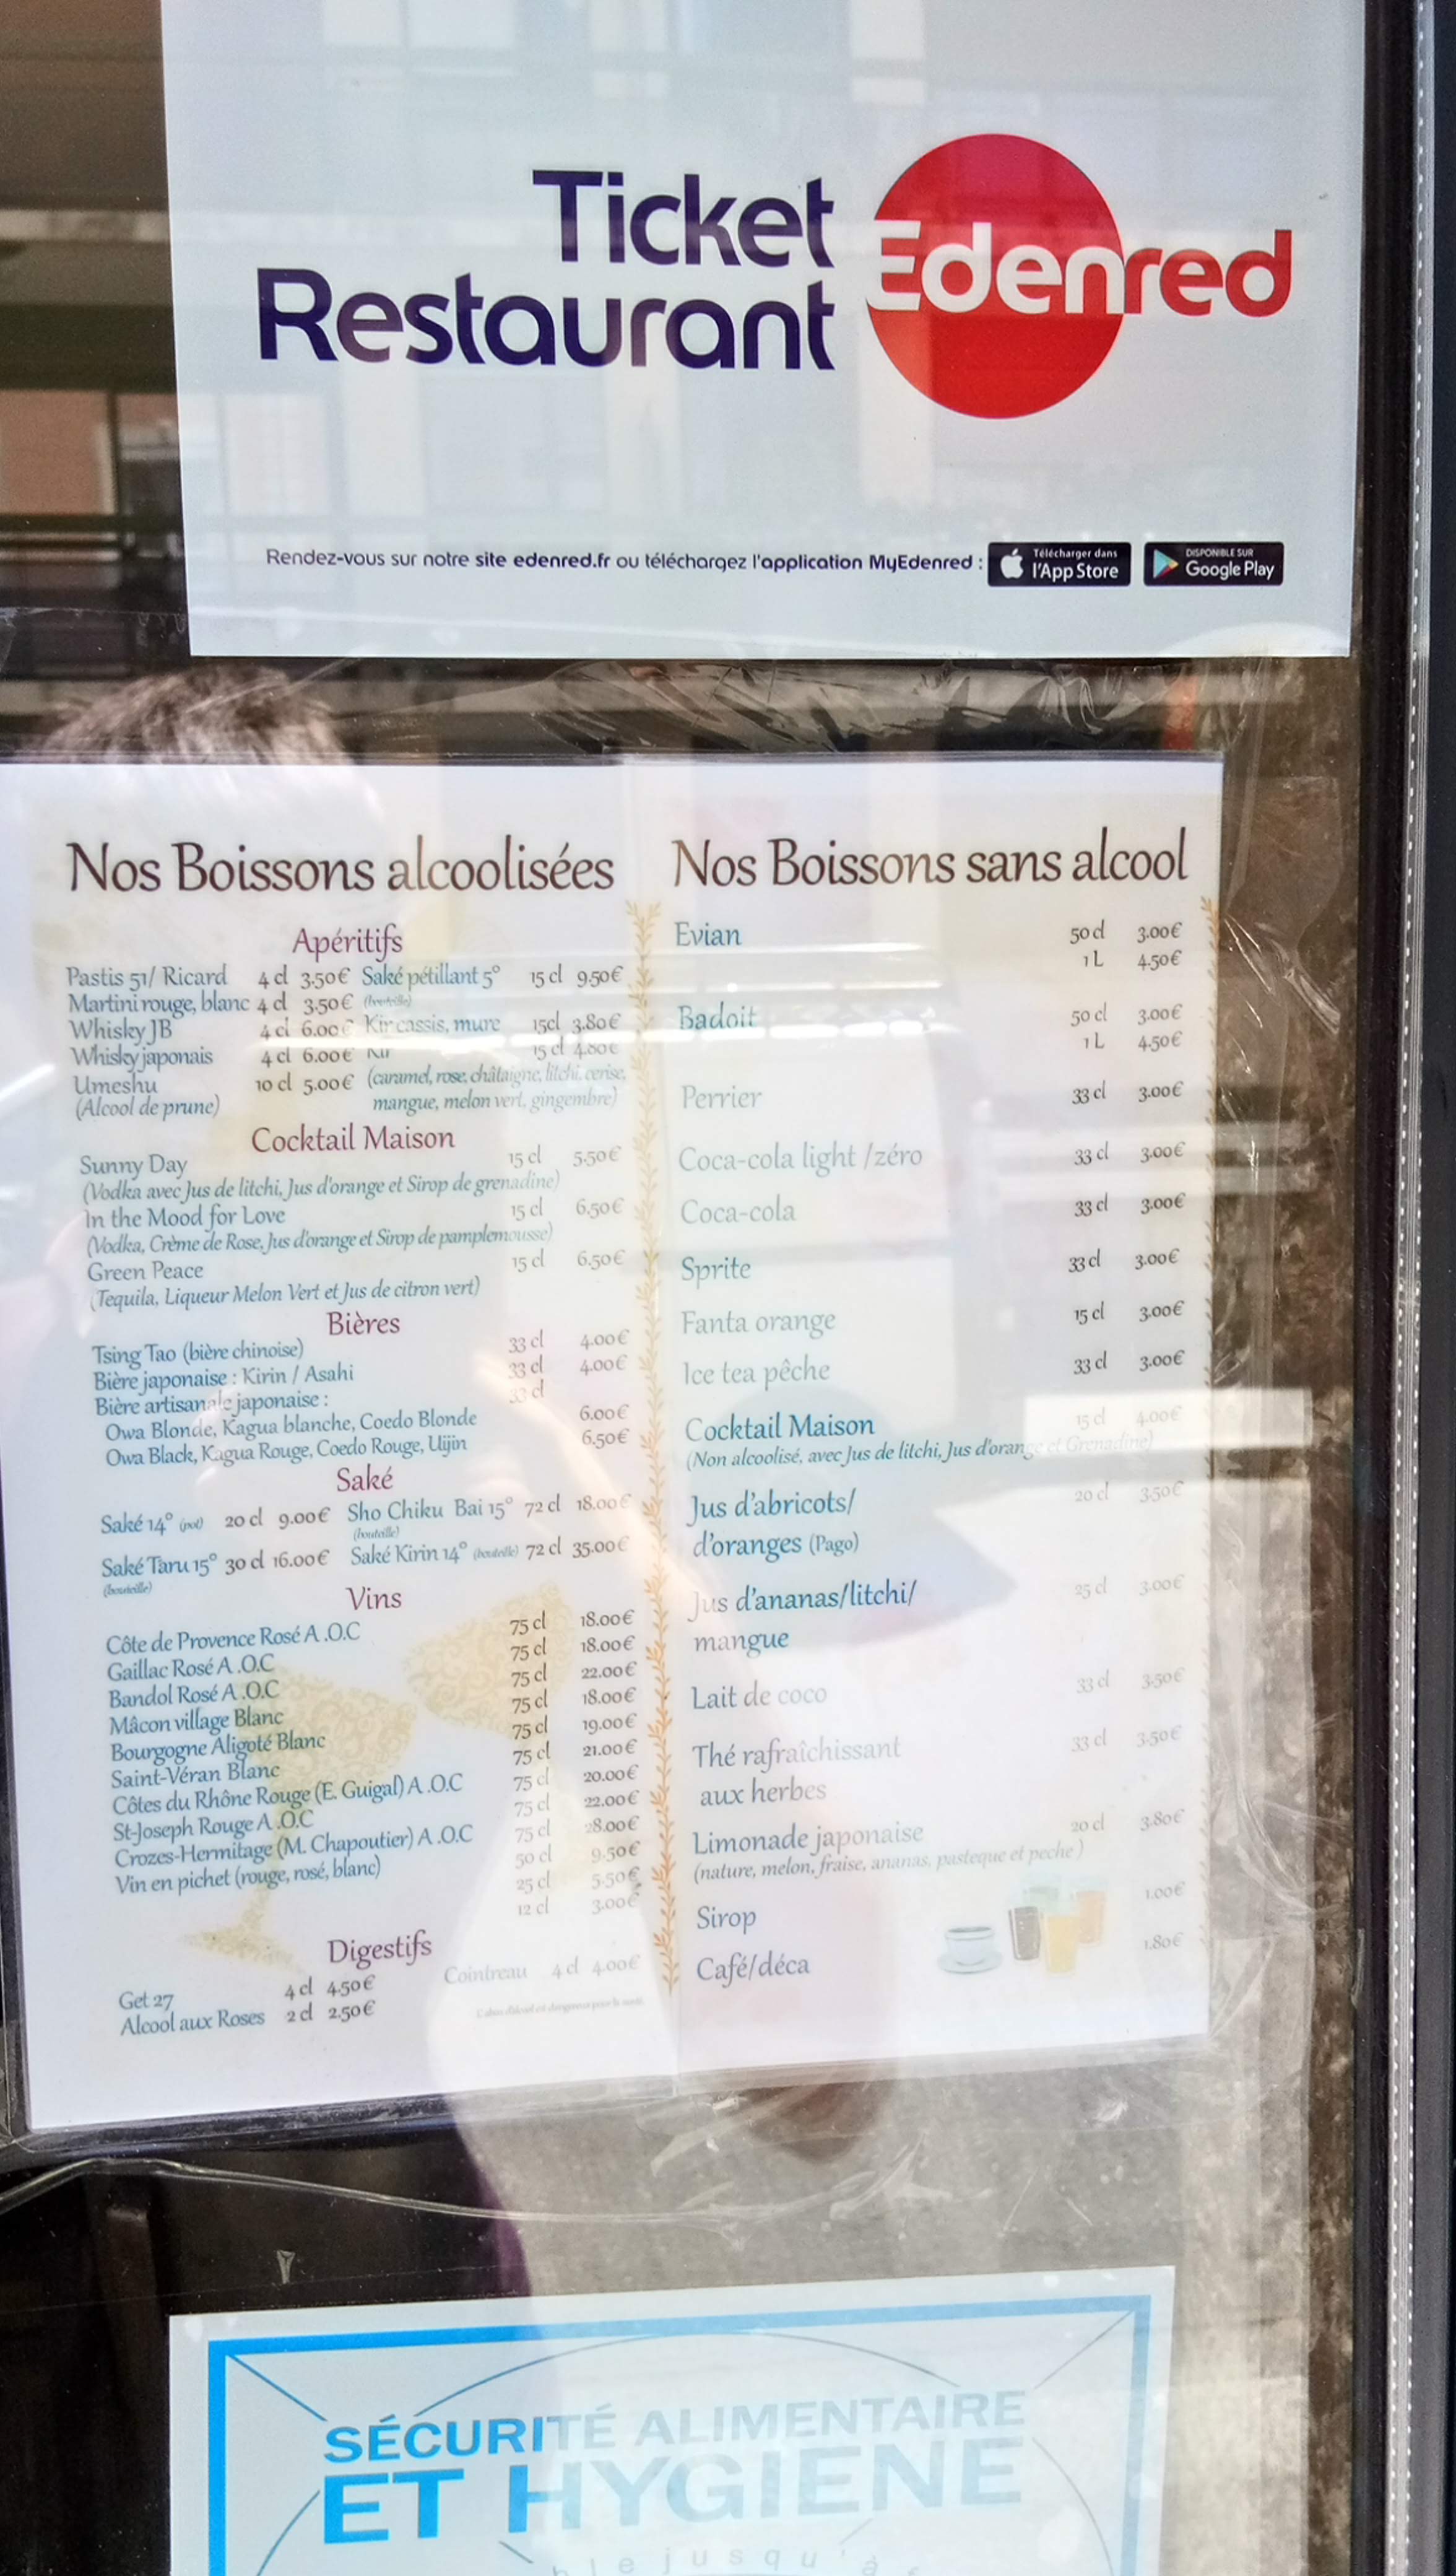 Ticket
Restaurant
Edenred
Rendez-vous sur notre site edenred.fr ou téléchargez l'application MyEdenred :
Télécharger dans
l'App Store
DISPONIBLE SUR
Google Play
Nos Boissons alcoolisées
Apéritifs
Pastis 51/ Ricard 4 cl 3.50€ Saké pétillant 5° 15 cl 9.50€
Martini rouge, blanc 4 cl 3.50€ (bouteille)
Whisky JB 4 cl 6.00€ Kir cassis, mure 15cl 3.80€
Whisky japonais 4 cl 6.00€ Kir 15 cl 4.80€
Umeshu 10 cl 5.00€ (caramel, rose, châtaigne, litchi, cerise,
(Alcool de prune) mangue, melon vert, gingembre)
Cocktail Maison
Sunny Day 15 cl 5.50€
(Vodka avec Jus de litchi, Jus d'orange et Sirop de grenadine)
In the Mood for Love 15 cl 6.50€
(Vodka, Crème de Rose, Jus d'orange et Sirop de pamplemousse)
Green Peace 15 cl 6.50€
(Tequila, Liqueur Melon Vert et Jus de citron vert)
Bières
Tsing Tao (bière chinoise) 33 cl 4.00€
Bière japonaise : Kirin / Asahi 33 cl 4.00€
Bière artisanale japonaise : 33 cl
Owa Blonde, Kagua blanche, Coedo Blonde 6.00€
Owa Black, Kagua Rouge, Coedo Rouge, Uijin 6.50€
Saké
Saké 14° (pot) 20 cl 9.00€ Sho Chiku Bai 15° 72 cl 18.00€
(bouteille)
Saké Taru 15° 30 cl 16.00€ Saké Kirin 14° (bouteille) 72 cl 35.00€
(bouteille)
Vins
Côte de Provence Rosé A .O.C 75 cl 18.00€
Gaillac Rosé A .O.C 75 cl 18.00€
Bandol Rosé A .O.C 75 cl 22.00€
Mâcon village Blanc 75 cl 18.00€
Bourgogne Aligoté Blanc 75 cl 19.00€
Saint-Véran Blanc 75 cl 21.00€
Côtes du Rhône Rouge (E. Guigal) A .O.C 75 cl 20.00€
St-Joseph Rouge A .O.C 75 cl 22.00€
Crozes-Hermitage (M. Chapoutier) A .O.C 75 cl 28.00€
Vin en pichet (rouge, rosé, blanc) 50 cl 9.50€
25 cl 5.50€
12 cl 3.00€
Digestifs
Get 27 4 cl 4.50€ Cointreau 4 cl 4.00€
Alcool aux Roses 2 cl 2.50€
L'abus d'alcool est dangereux pour la santé.
Nos Boissons sans alcool
Evian 50 cl 3.00€
1 L 4.50€
Badoit 50 cl 3.00€
1 L 4.50€
Perrier 33 cl 3.00€
Coca-cola light /zéro 33 cl 3.00€
Coca-cola 33 cl 3.00€
Sprite 33 cl 3.00€
Fanta orange 15 cl 3.00€
Ice tea pêche 33 cl 3.00€
Cocktail Maison 15 cl 4.00€
(Non alcoolisé, avec Jus de litchi, Jus d'orange et Grenadine)
Jus d'abricots/ 20 cl 3.50€
d'oranges (Pago)
Jus d'ananas/litchi/ 25 cl 3.00€
mangue
Lait de coco 33 cl 3.50€
Thé rafraîchissant 33 cl 3.50€
aux herbes
Limonade japonaise 20 cl 3.80€
(nature, melon, fraise, ananas, pasteque et peche )
Sirop 1.00€
Café/déca 1.80€
SÉCURITÉ ALIMENTAIRE
ET HYGIENE
jusqu'à